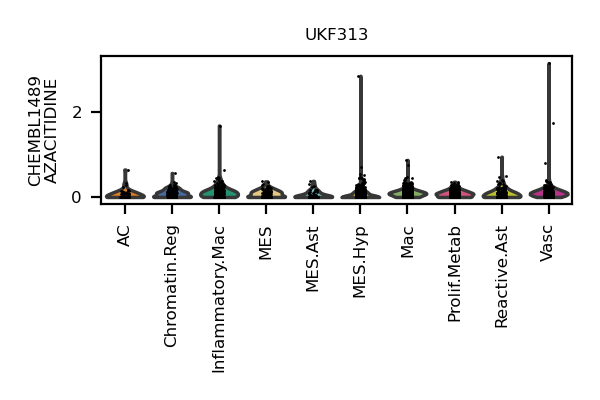 UKF313
CHEMBL1489
AZACITIDINE
2
0
AC
Chromatin.Reg
Inflammatory.Mac
MES
MES.Ast
MES.Hyp
Mac
Prolif.Metab
Reactive.Ast
Vasc